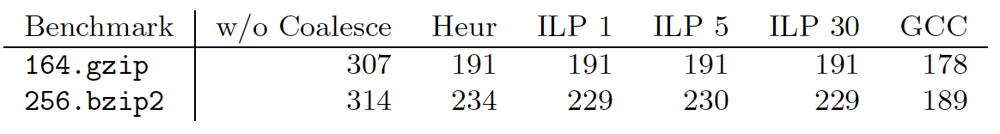 Benchmark w/o Coalesce Heur ILP 1 ILP 5 ILP 30 GCC
164.gzip 307 191 191 191 191 178
256.bzip2 314 234 229 230 229 189